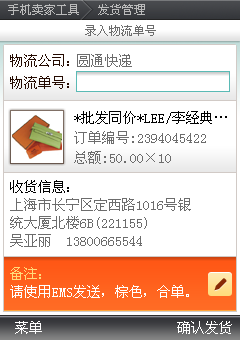 手机卖家工具 发货管理
录入物流单号
物流公司：圆通快递
物流单号：
*批发同价*LEE/李经典…
订单编号:2394045422
总额:50.00×10
收货信息：
上海市长宁区定西路1016号银
统大厦北楼6B(221155)
吴亚丽 13800665544
备注：
请使用EMS发送，棕色，合单。
菜单 确认发货